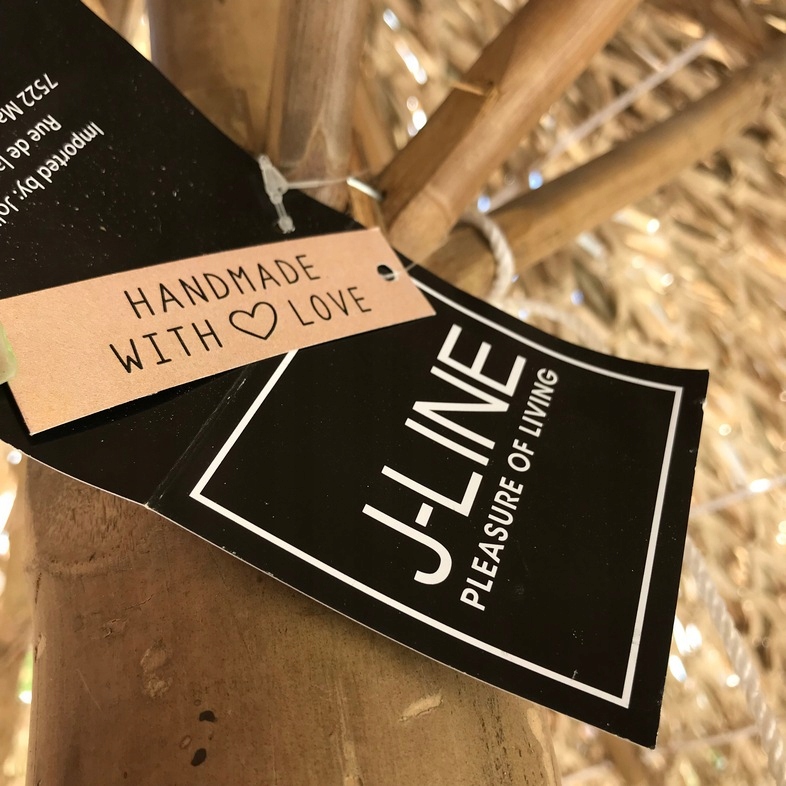 HANDMADE
WITH ♡ LOVE
J-LINE
PLEASURE OF LIVING
Imported by:
Rue de
7522